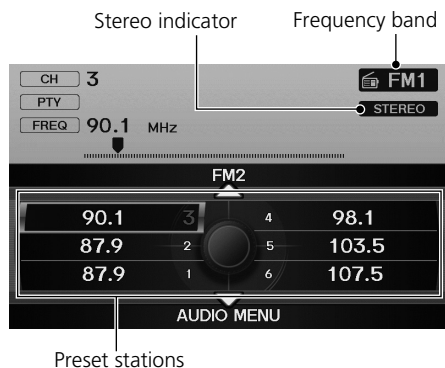 Stereo indicator Frequency band
CH 3 FM1
PTY STEREO
FREQ 90.1 MHz
FM2
90.1 3 4 98.1
87.9 2 5 103.5
87.9 1 6 107.5
AUDIO MENU
Preset stations